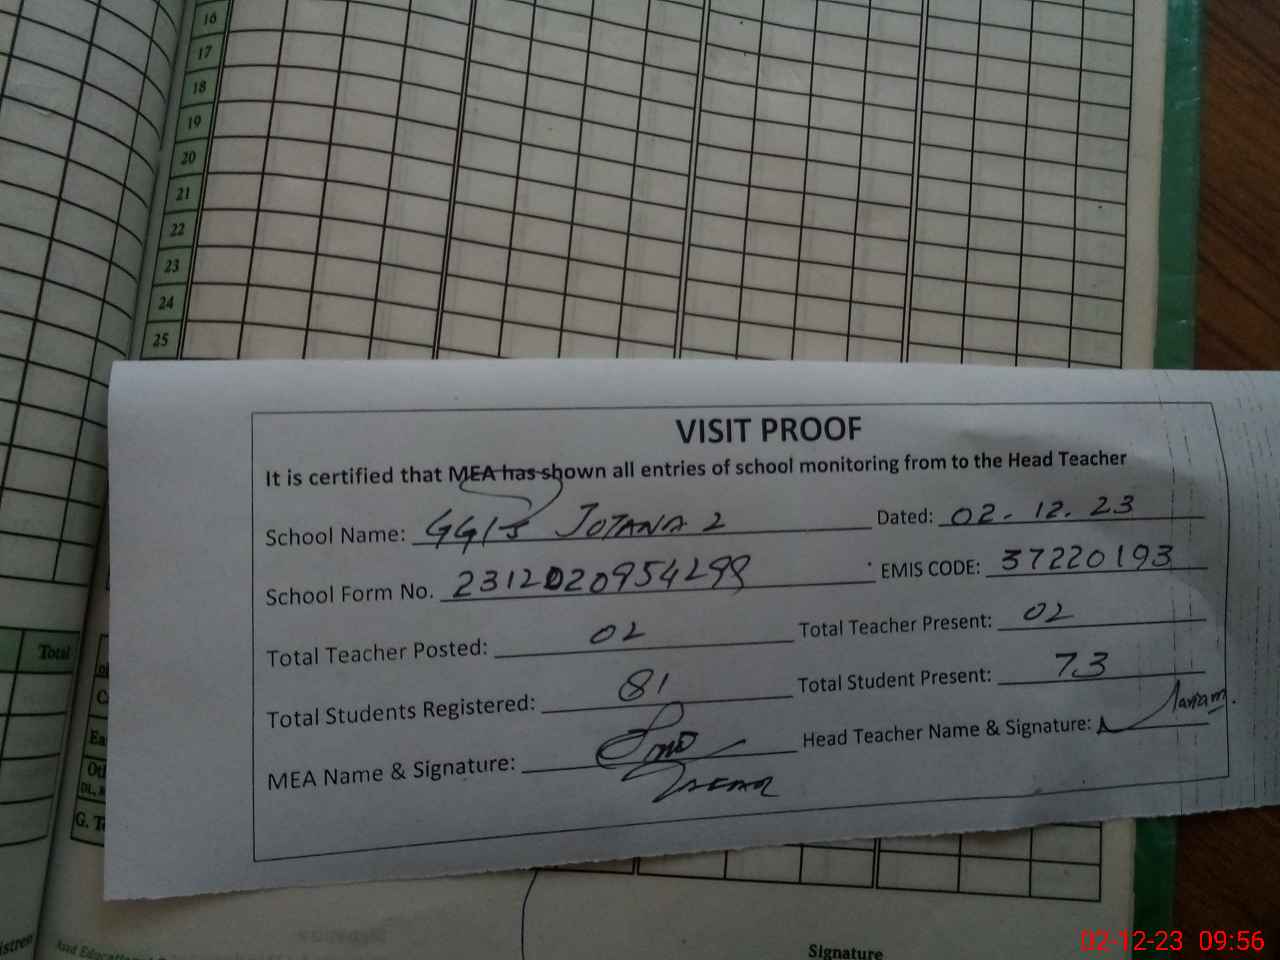 16
17
18
19
20
21
22
23
24
25
VISIT PROOF
It is certified that MEA has shown all entries of school monitoring from to the Head Teacher
School Name: GGIS JOTANA 2 Dated: 02.12.23
School Form No. 2312020954299 EMIS CODE: 37220193
Total Teacher Posted: 02 Total Teacher Present: 02
Total Students Registered: 81 Total Student Present: 73
MEA Name & Signature: Head Teacher Name & Signature:
Total
G.
Signature
02-12-23 09:56